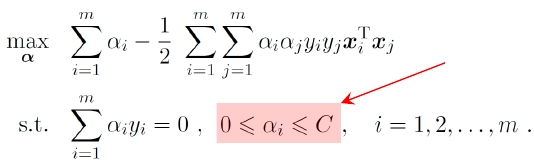 max_α ∑_{i=1}^{m} α_i − 1/2 ∑_{i=1}^{m} ∑_{j=1}^{m} α_i α_j y_i y_j x_i^T x_j
s.t. ∑_{i=1}^{m} α_i y_i = 0 , 0 ⩽ α_i ⩽ C , i = 1, 2, . . . , m .